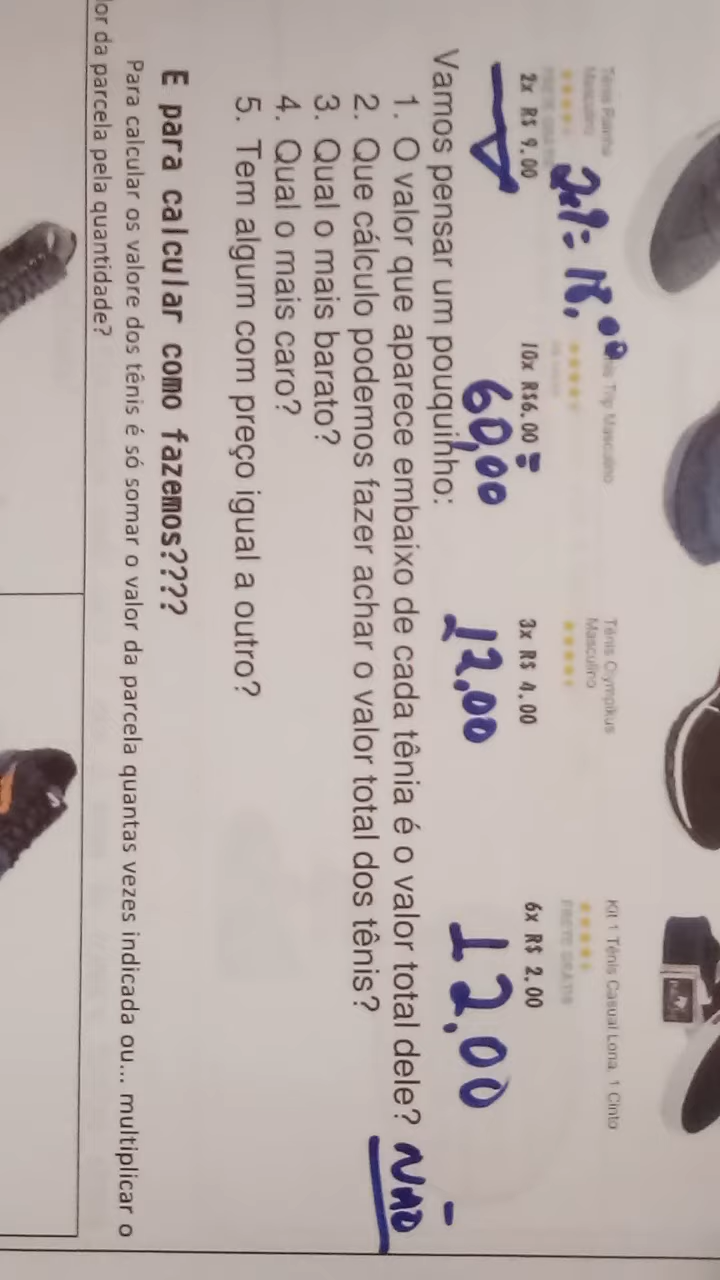 Tênis Rainha
Masculino
FRETE GRÁTIS
2x R$ 9.00
2x9= 18,00
Top Masculino
10x R$6.00 =
60,00
Tênis Olympikus
Masculino
3x R$ 4.00
12,00
Kit 1 Tênis Casual Lona, 1 Cinto
FRETE GRÁTIS
6x R$ 2.00
12,00
Vamos pensar um pouquinho:
1. O valor que aparece embaixo de cada tênia é o valor total dele? NÃO
2. Que cálculo podemos fazer achar o valor total dos tênis?
3. Qual o mais barato?
4. Qual o mais caro?
5. Tem algum com preço igual a outro?
E para calcular como fazemos????
Para calcular os valore dos tênis é só somar o valor da parcela quantas vezes indicada ou... multiplicar o
lor da parcela pela quantidade?